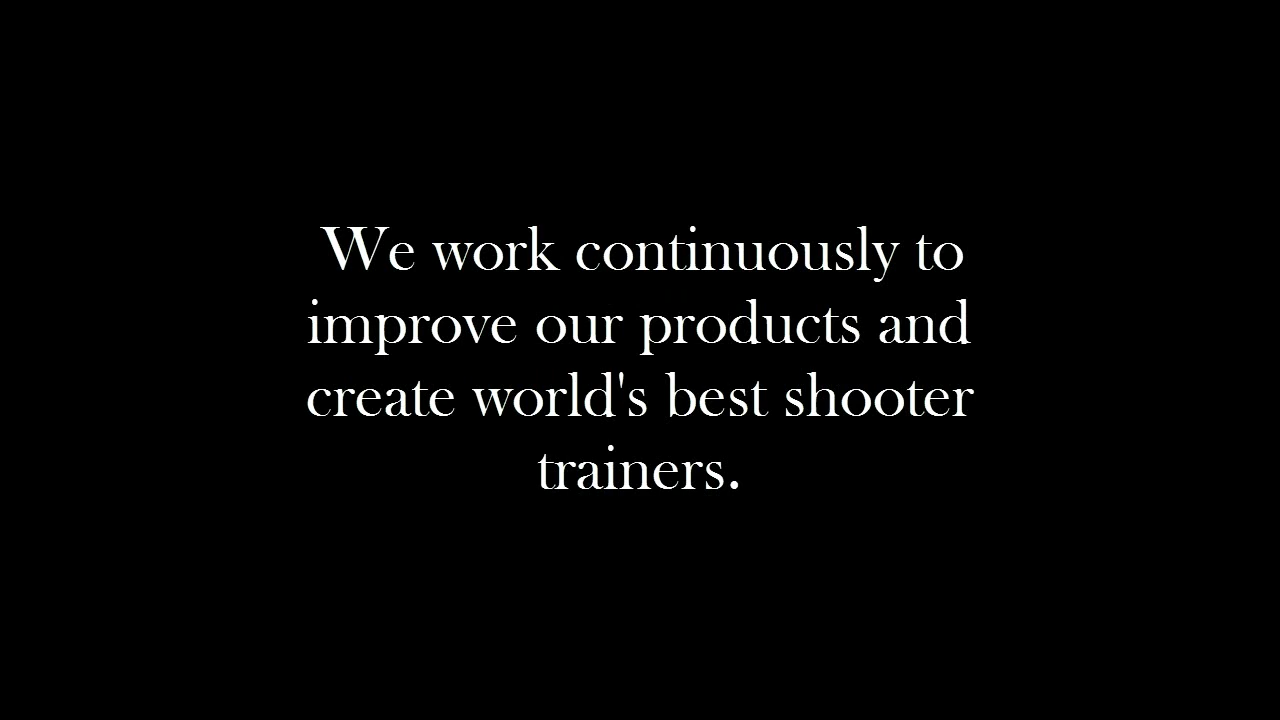 We work continuously to
improve our products and
create world's best shooter
trainers.